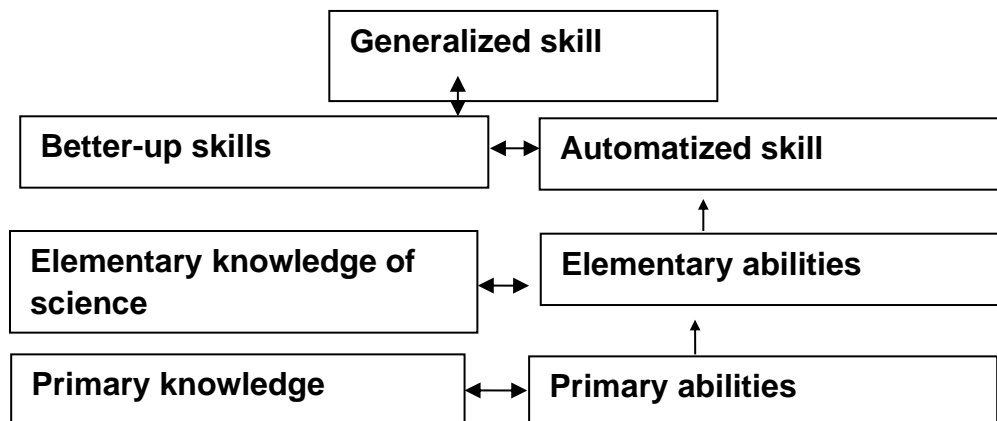 Generalized skill
Better-up skills
Automatized skill
Elementary knowledge of
science
Elementary abilities
Primary knowledge
Primary abilities